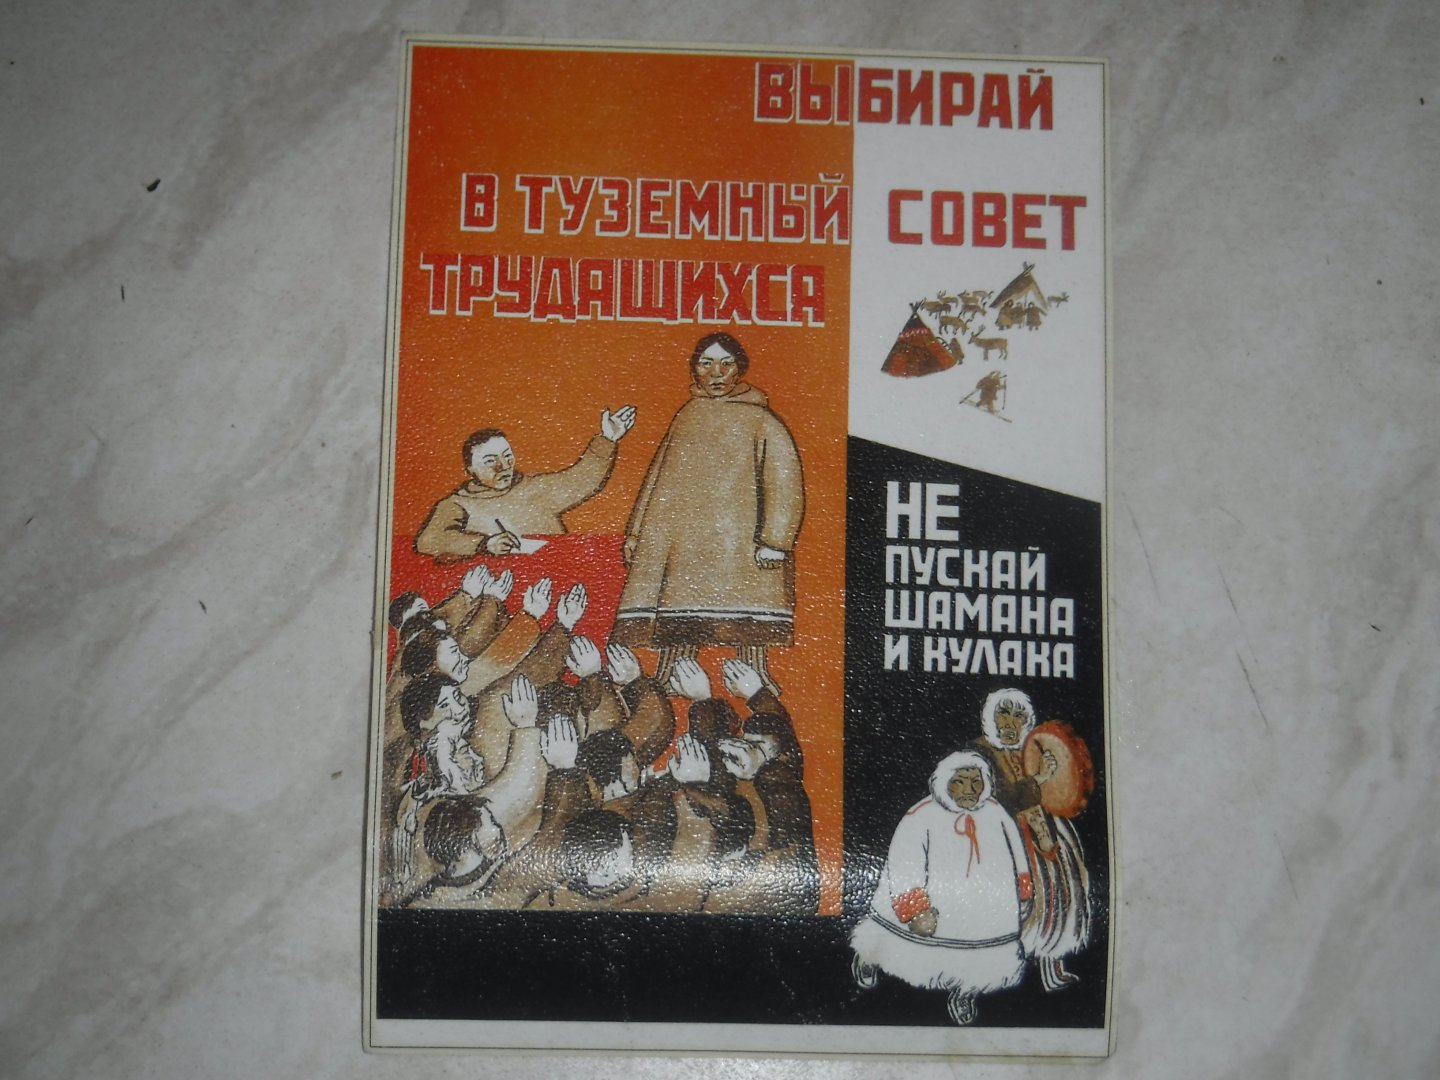 ВЫБИРАЙ
В ТУЗЕМНЫЙ СОВЕТ
ТРУДЯЩИХСЯ
НЕ
ПУСКАЙ
ШАМАНА
И КУЛАКА